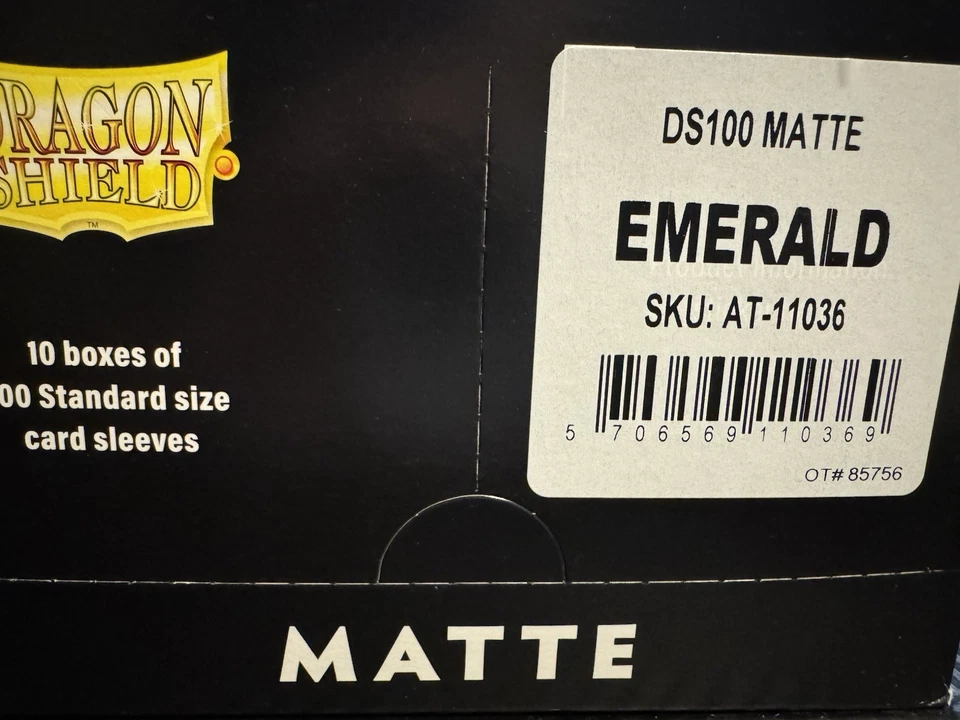 RAGON
SHIELD
TM
10 boxes of
00 Standard size
card sleeves
DS100 MATTE
EMERALD
SKU: AT-11036
5 706569 110369
OT# 85756
MATTE